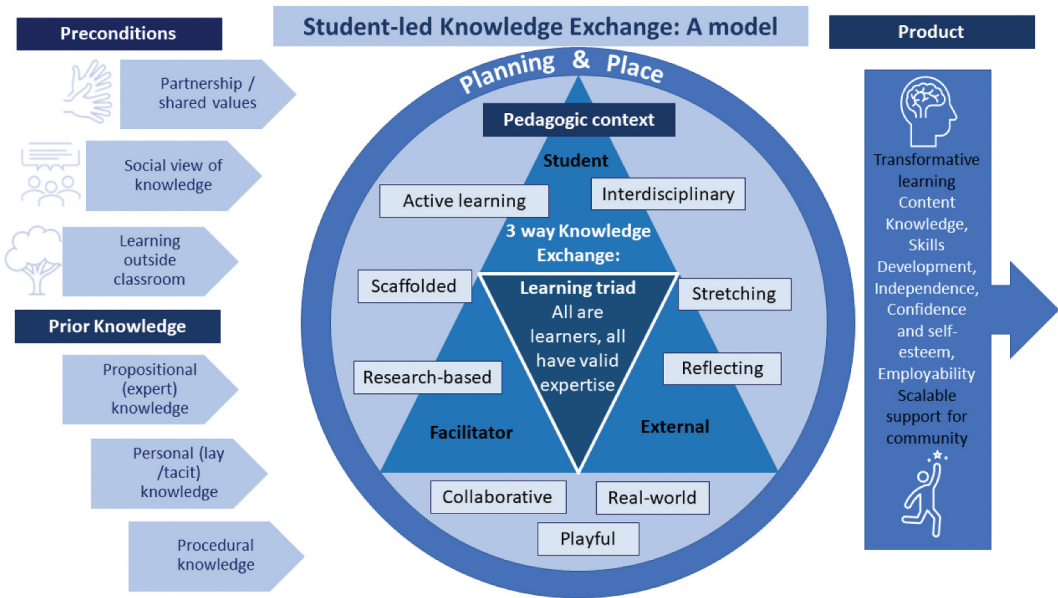 Student-led Knowledge Exchange: A model
Preconditions
Partnership /
shared values
Social view of
knowledge
Learning
outside
classroom
Prior Knowledge
Propositional
(expert)
knowledge
Personal (lay
/tacit)
knowledge
Procedural
knowledge
Planning & Place
Pedagogic context
Student
Active learning
Interdisciplinary
3 way Knowledge
Exchange:
Scaffolded
Learning triad
All are
learners, all
have valid
expertise
Stretching
Research-based
Reflecting
Facilitator
External
Collaborative
Real-world
Playful
Product
Transformative
learning
Content
Knowledge,
Skills
Development,
Independence,
Confidence
and self-
esteem,
Employability
Scalable
support for
community